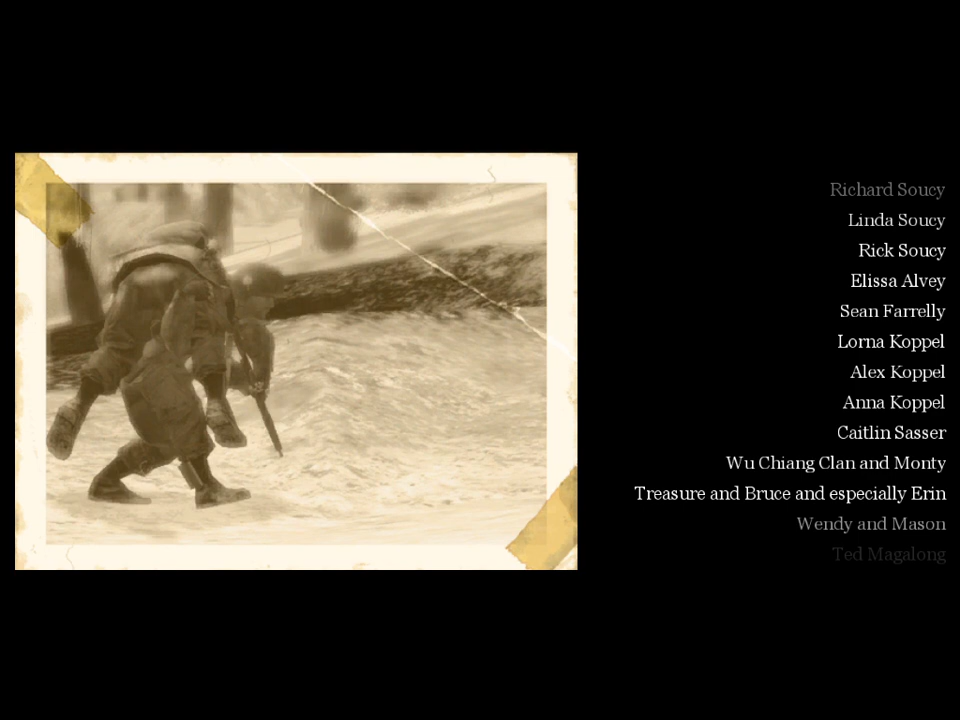 Richard Soucy
Linda Soucy
Rick Soucy
Elissa Alvey
Sean Farrelly
Lorna Koppel
Alex Koppel
Anna Koppel
Caitlin Sasser
Wu Chiang Clan and Monty
Treasure and Bruce and especially Erin
Wendy and Mason
Ted Magalong